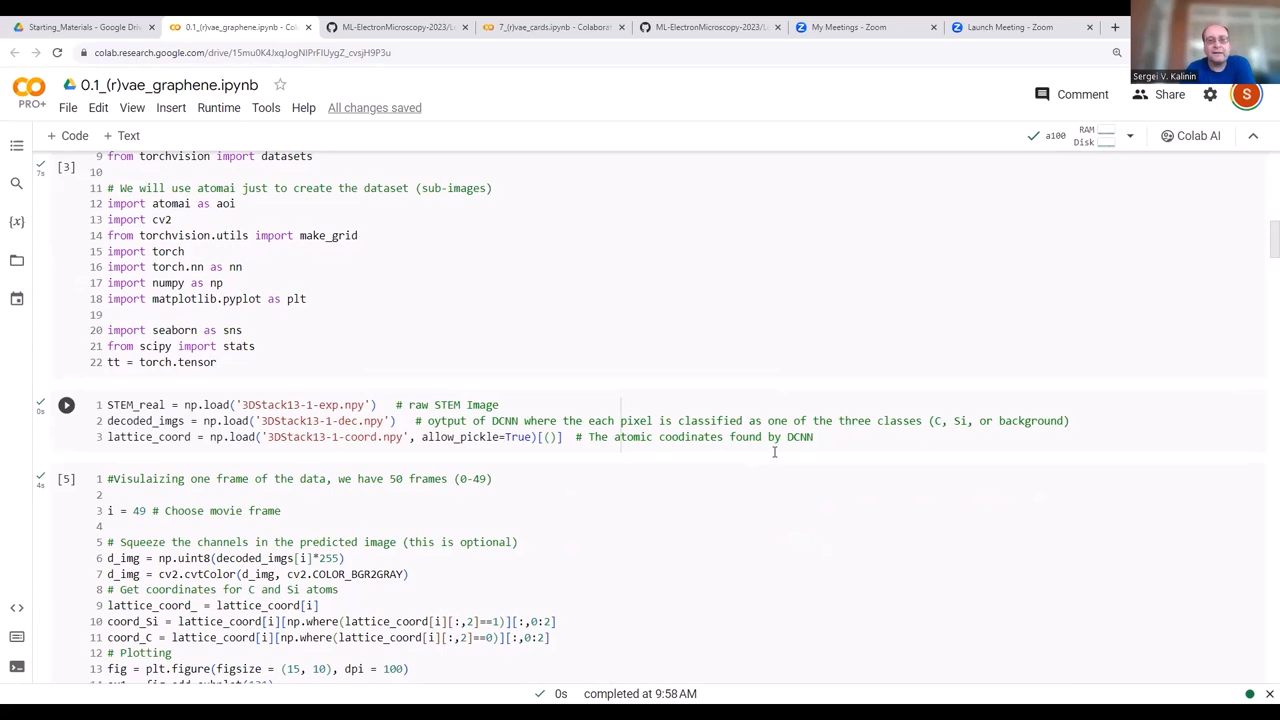 Starting_Materials - Google Driv
0.1_(r)vae_graphene.ipynb - Col
ML-ElectronMicroscopy-2023/Le
7_(r)vae_cards.ipynb - Colaborat
ML-ElectronMicroscopy-2023/L
My Meetings - Zoom
Launch Meeting - Zoom
colab.research.google.com/drive/15mu0K4JxqJogNIPrFIUygZ_cvsjH9P3u
Sergei V. Kalinin
0.1_(r)vae_graphene.ipynb
PRO+
File Edit View Insert Runtime Tools Help All changes saved
Comment Share S
+ Code + Text
a100 RAM Disk Colab AI
[3]
7s
9 from torchvision import datasets
10
11 # We will use atomai just to create the dataset (sub-images)
12 import atomai as aoi
13 import cv2
14 from torchvision.utils import make_grid
15 import torch
16 import torch.nn as nn
17 import numpy as np
18 import matplotlib.pyplot as plt
19
20 import seaborn as sns
21 from scipy import stats
22 tt = torch.tensor
0s
1 STEM_real = np.load('3DStack13-1-exp.npy') # raw STEM Image
2 decoded_imgs = np.load('3DStack13-1-dec.npy') # oytput of DCNN where the each pixel is classified as one of the three classes (C, Si, or background)
3 lattice_coord = np.load('3DStack13-1-coord.npy', allow_pickle=True)[()] # The atomic coodinates found by DCNN
[5]
4s
1 #Visulaizing one frame of the data, we have 50 frames (0-49)
2
3 i = 49 # Choose movie frame
4
5 # Squeeze the channels in the predicted image (this is optional)
6 d_img = np.uint8(decoded_imgs[i]*255)
7 d_img = cv2.cvtColor(d_img, cv2.COLOR_BGR2GRAY)
8 # Get coordinates for C and Si atoms
9 lattice_coord_ = lattice_coord[i]
10 coord_Si = lattice_coord[i][np.where(lattice_coord[i][:,2]==1)][:,0:2]
11 coord_C = lattice_coord[i][np.where(lattice_coord[i][:,2]==0)][:,0:2]
12 # Plotting
13 fig = plt.figure(figsize = (15, 10), dpi = 100)
0s completed at 9:58 AM